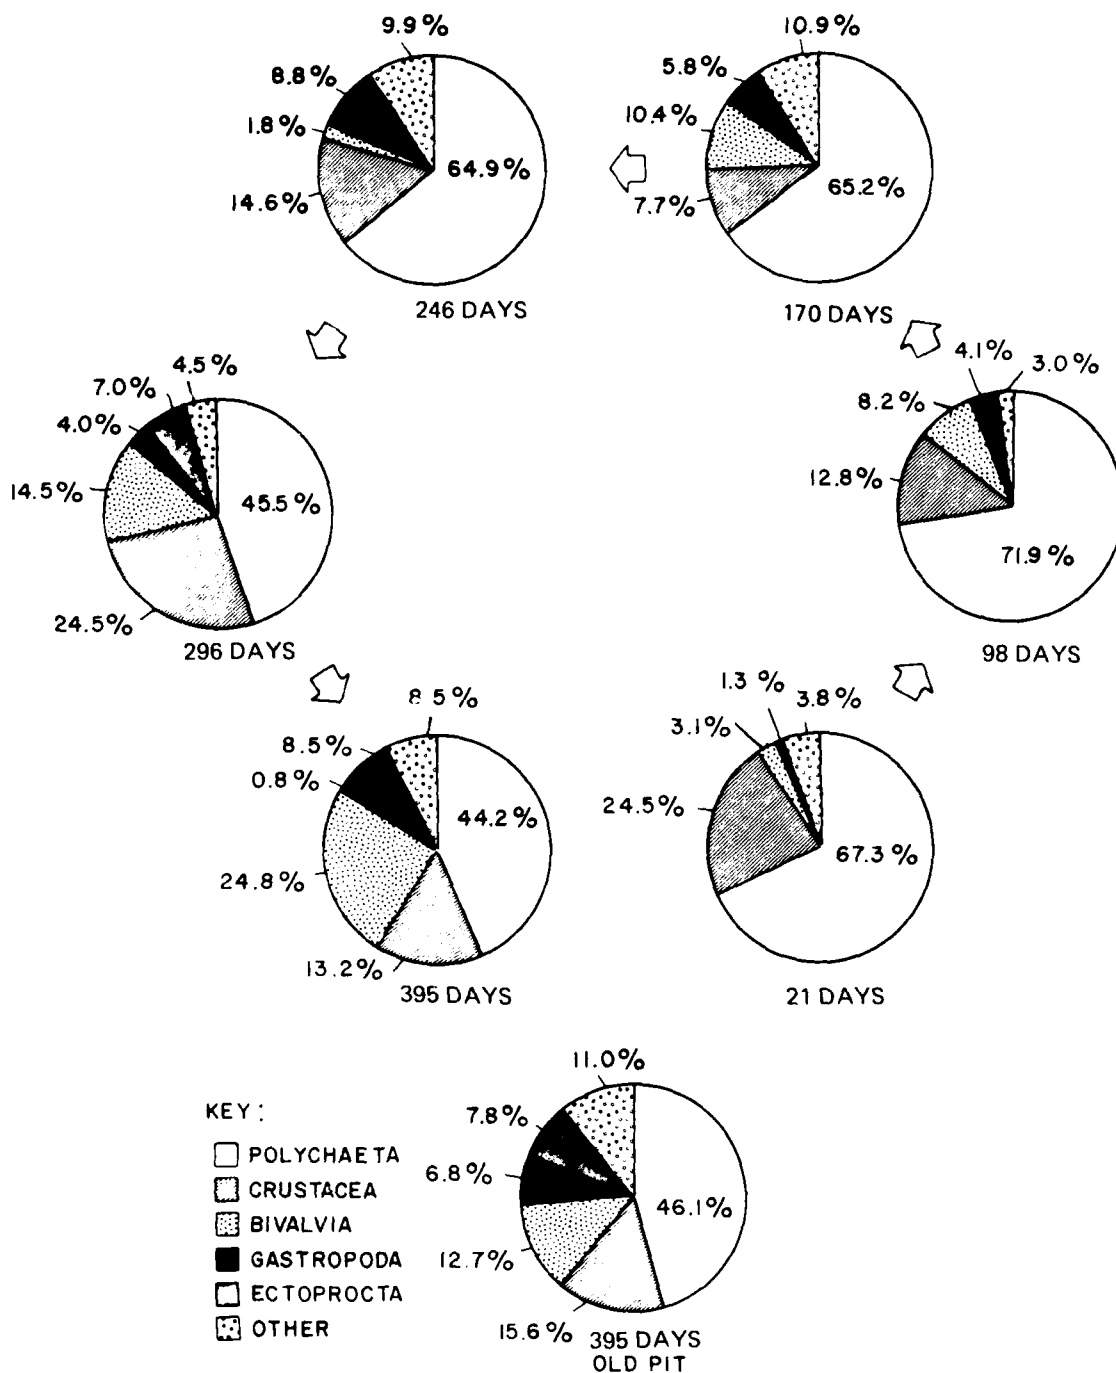 9.9%
8.8%
1.8%
14.6%
64.9%
246 DAYS
10.9%
5.8%
10.4%
7.7%
65.2%
170 DAYS
4.5%
7.0%
4.0%
14.5%
24.5%
45.5%
296 DAYS
4.1%
3.0%
8.2%
12.8%
71.9%
98 DAYS
8 5%
8.5%
0.8%
24.8%
13.2%
44.2%
395 DAYS
1.3 %
3.8%
3.1%
24.5%
67.3%
21 DAYS
11.0%
7.8%
6.8%
12.7%
15.6%
46.1%
395 DAYS
OLD PIT
KEY:
POLYCHAETA
CRUSTACEA
BIVALVIA
GASTROPODA
ECTOPROCTA
OTHER